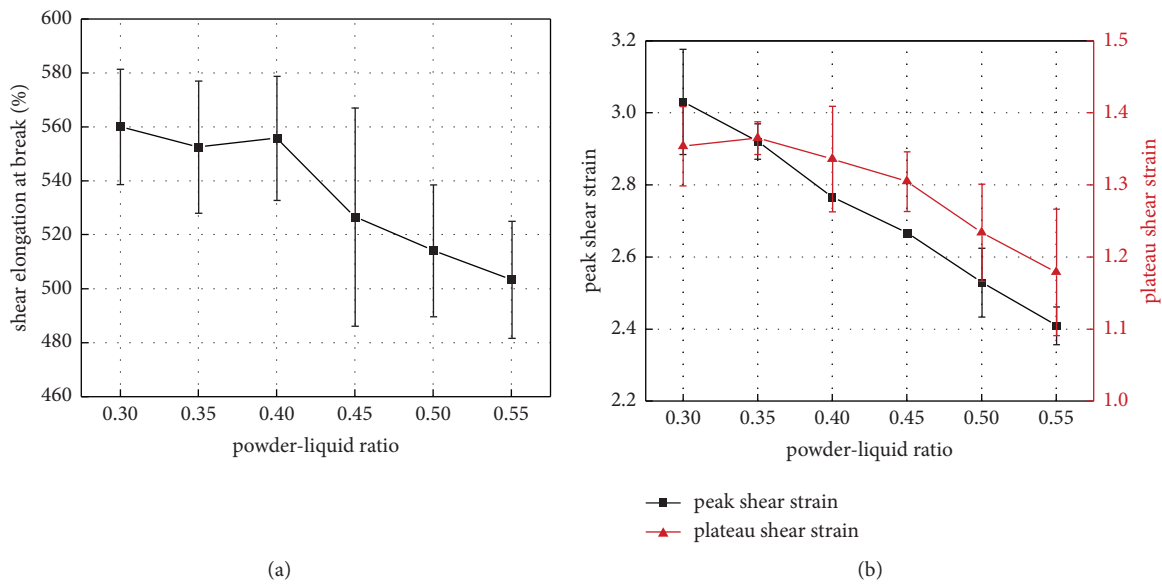 600
580
560
540
520
500
480
460
shear elongation at break (%)
0.30 0.35 0.40 0.45 0.50 0.55
powder-liquid ratio
(a)
3.2
3.0
2.8
2.6
2.4
2.2
peak shear strain
1.5
1.4
1.3
1.2
1.1
1.0
plateau shear strain
0.30 0.35 0.40 0.45 0.50 0.55
powder-liquid ratio
peak shear strain
plateau shear strain
(b)